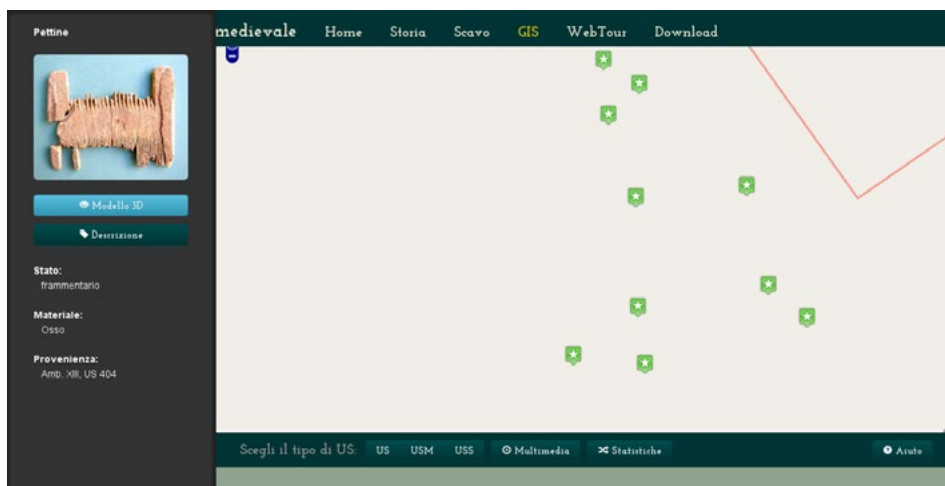 Pettine
medievale Home Storia Scavo GIS WebTour Download
Modello 3D
Descrizione
Stato:
frammentario
Materiale:
Osso
Provenienza:
Amb. XIII, US 404
Scegli il tipo di US: US USM USS Multimedia Statistiche Aiuto